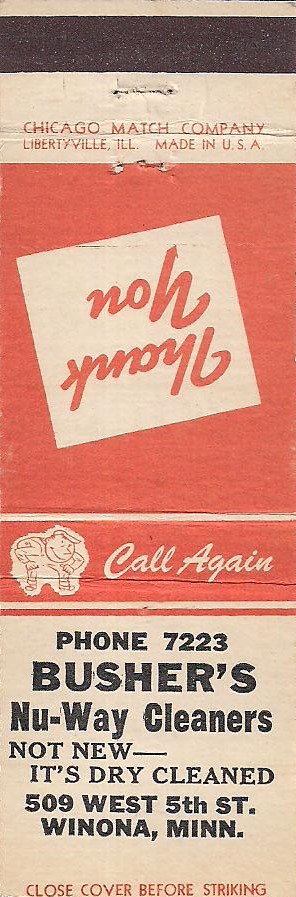 CHICAGO MATCH COMPANY
LIBERTYVILLE, ILL. MADE IN U.S.A.
Thank
You
Call Again
PHONE 7223
BUSHER'S
Nu-Way Cleaners
NOT NEW—
IT'S DRY CLEANED
509 WEST 5th ST.
WINONA, MINN.
CLOSE COVER BEFORE STRIKING